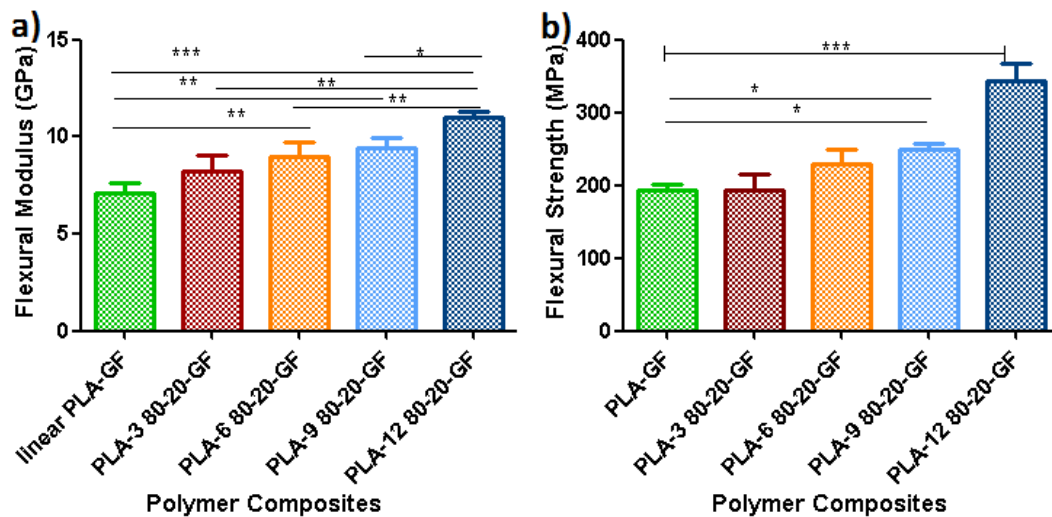 a)
Flexural Modulus (GPa)
15
10
5
0
***
*
**
**
**
**
linear PLA-GF
PLA-3 80-20-GF
PLA-6 80-20-GF
PLA-9 80-20-GF
PLA-12 80-20-GF
Polymer Composites
b)
Flexural Strength (MPa)
400
300
200
100
0
***
*
*
PLA-GF
PLA-3 80-20-GF
PLA-6 80-20-GF
PLA-9 80-20-GF
PLA-12 80-20-GF
Polymer Composites